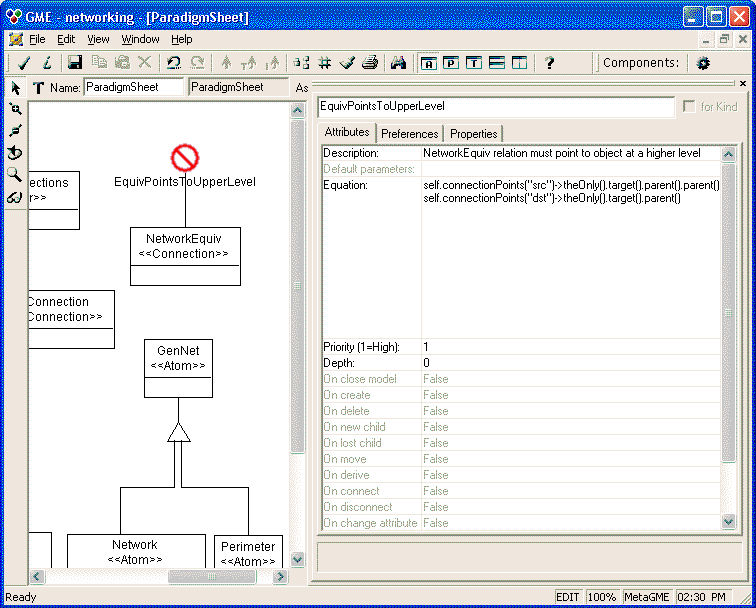 GME - networking - [ParadigmSheet]
File Edit View Window Help
A P T ? Components:
T Name: ParadigmSheet ParadigmSheet As
EquivPointsToUpperLevel for Kind
Attributes Preferences Properties
Description: NetworkEquiv relation must point to object at a higher level
Default parameters:
Equation: self.connectionPoints("src")->theOnly().target().parent().parent()
self.connectionPoints("dst")->theOnly().target().parent()
Priority (1=High): 1
Depth: 0
On close model False
On create False
On delete False
On new child False
On lost child False
On move False
On derive False
On connect False
On disconnect False
On change attribute False
EquivPointsToUpperLevel
ections
r>>
NetworkEquiv
<<Connection>>
Connection
Connection>>
GenNet
<<Atom>>
Network
<<Atom>>
Perimeter
<<Atom>>
Ready EDIT 100% MetaGME 02:30 PM